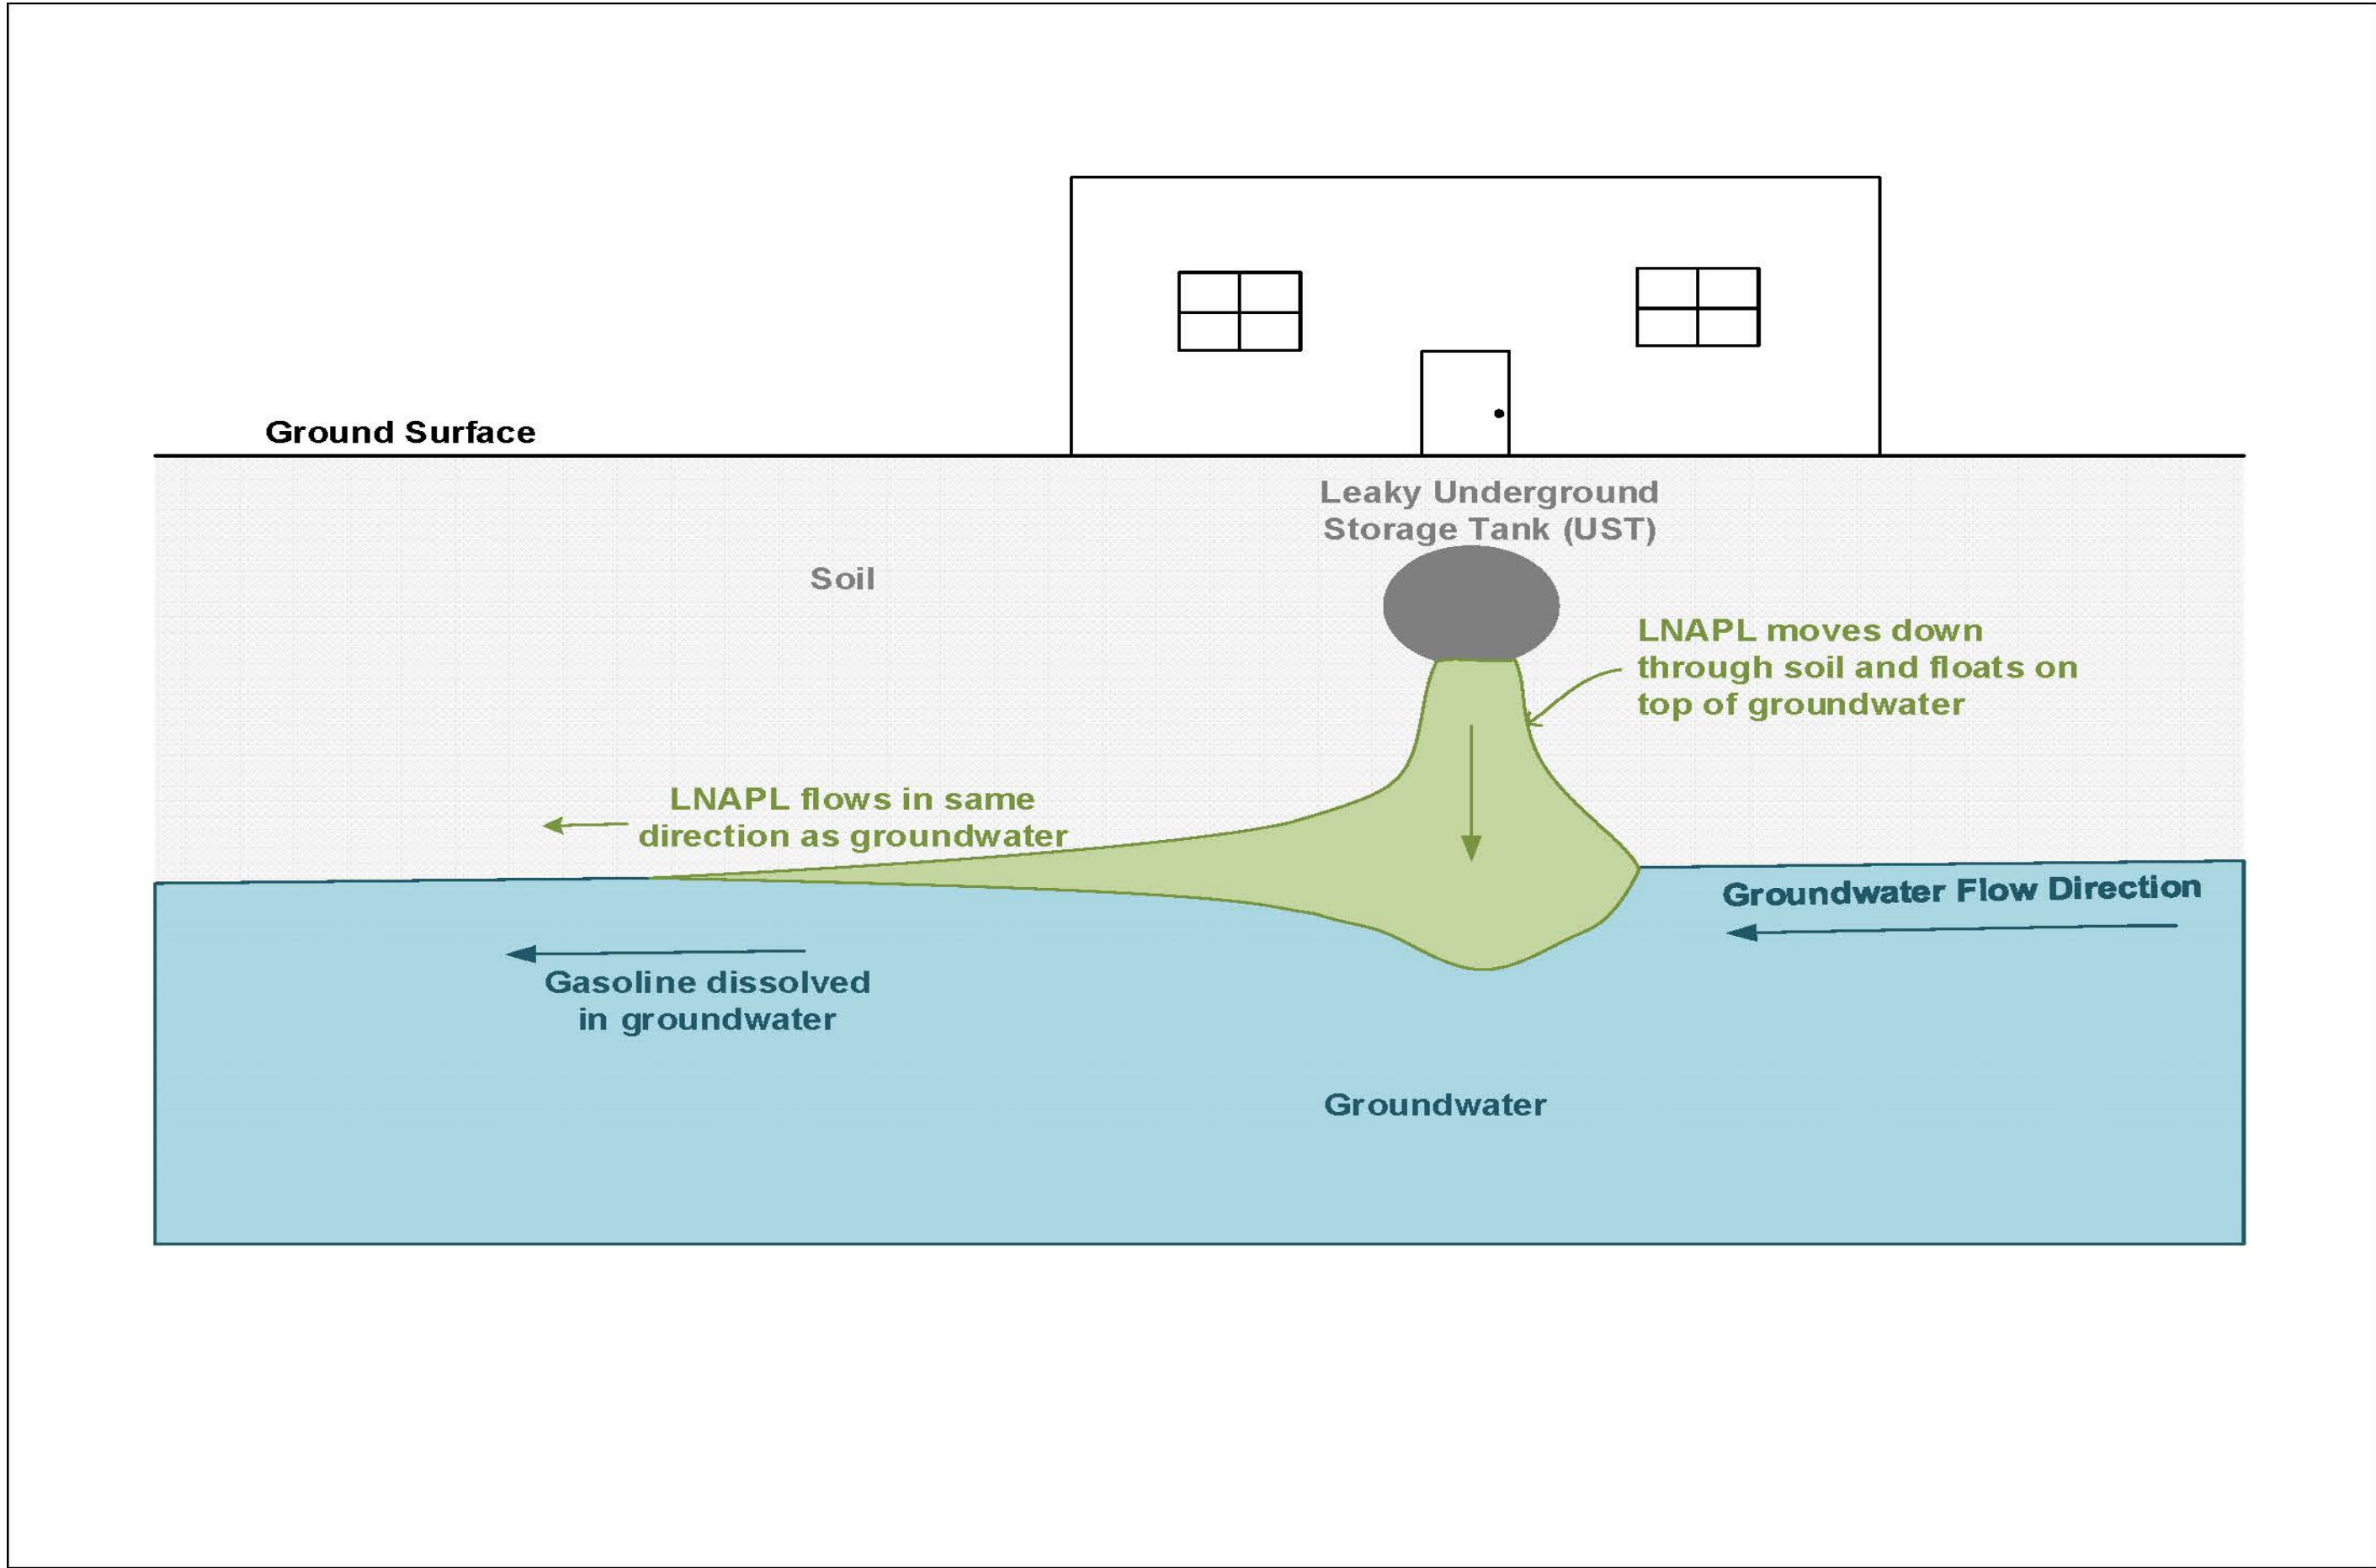 Ground Surface
Leaky Underground
Storage Tank (UST)
Soil
LNAPL moves down
through soil and floats on
top of groundwater
LNAPL flows in same
direction as groundwater
Groundwater Flow Direction
Gasoline dissolved
in groundwater
Groundwater